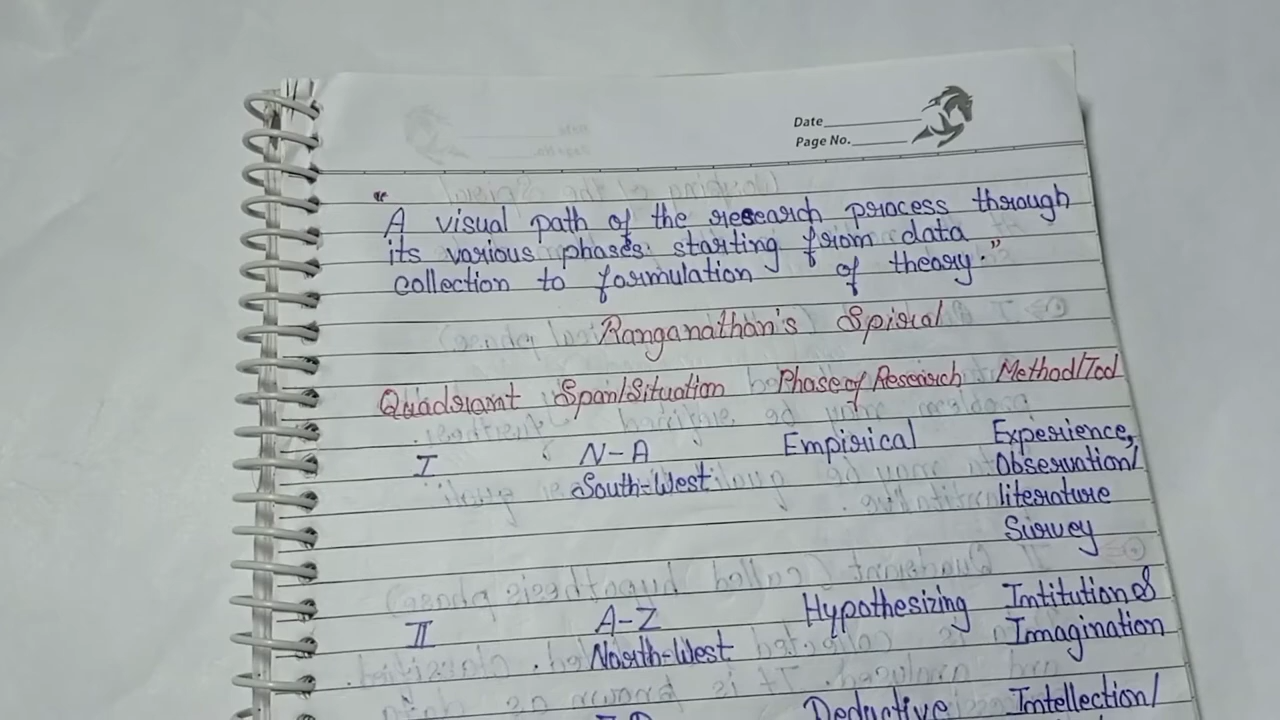 Date
Page No.
"A visual path of the research process through
its various phases starting from data
collection to formulation of theory."
Ranganathan's Spiral
Quadrant Span/Situation Phase of Research Method/Tool
I N-A Empirical Experience,
South-West Observation/
literature
Survey
II A-Z Hypothesizing Intitution &
North-West Imagination
Deductive Intellection/